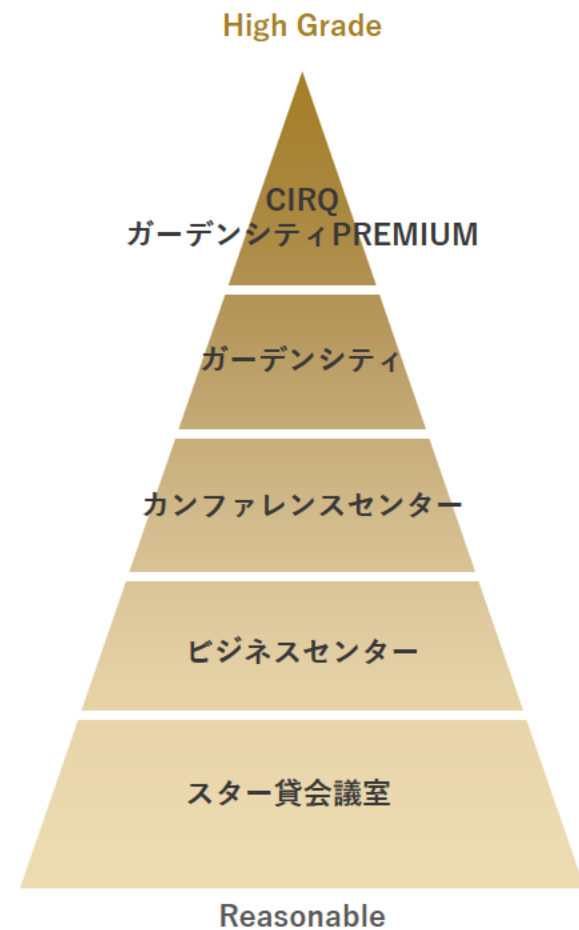 High Grade
CIRQ
ガーデンシティPREMIUM
ガーデンシティ
カンファレンスセンター
ビジネスセンター
スター貸会議室
Reasonable